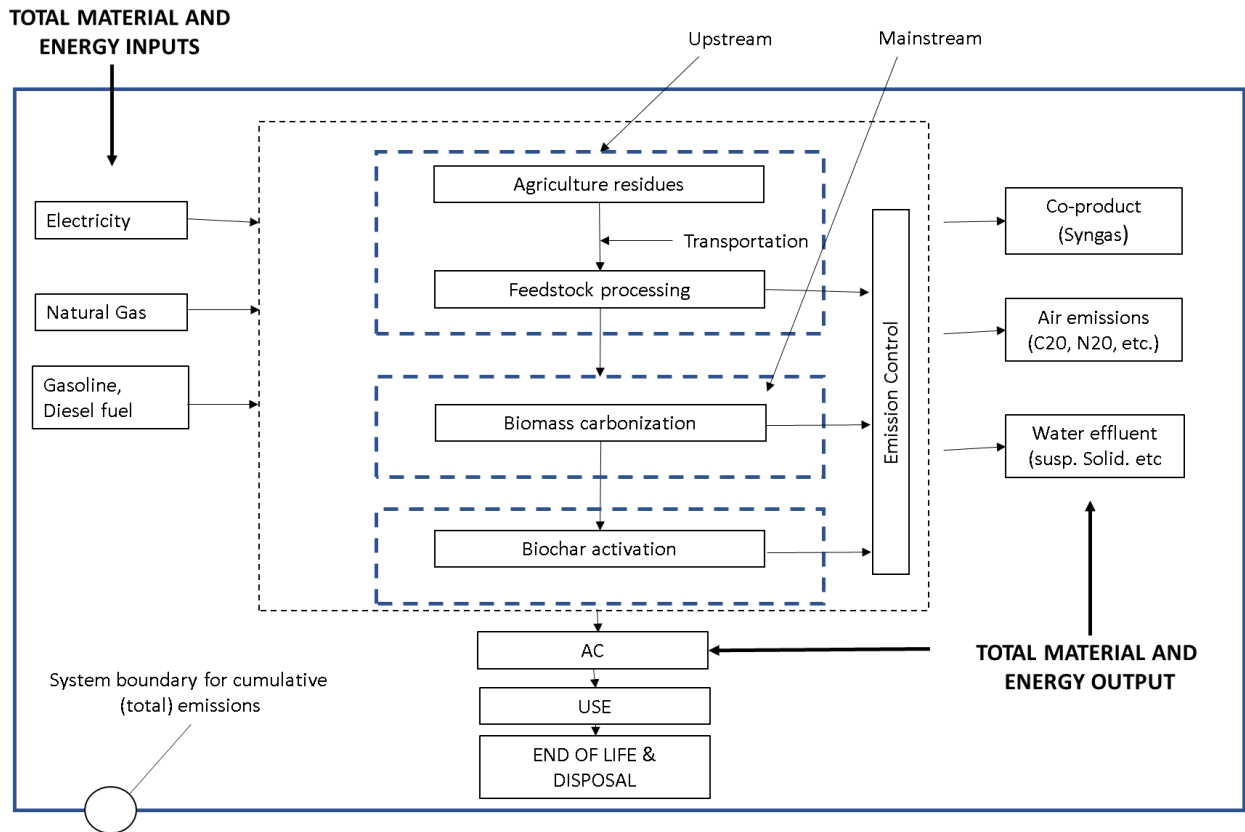 TOTAL MATERIAL AND
ENERGY INPUTS
Upstream
Mainstream
Agriculture residues
Electricity
Co-product
(Syngas)
Transportation
Feedstock processing
Natural Gas
Air emissions
(C20, N20, etc.)
Emission Control
Gasoline,
Diesel fuel
Biomass carbonization
Water effluent
(susp. Solid. etc
Biochar activation
AC
TOTAL MATERIAL AND
ENERGY OUTPUT
System boundary for cumulative
(total) emissions
USE
END OF LIFE &
DISPOSAL